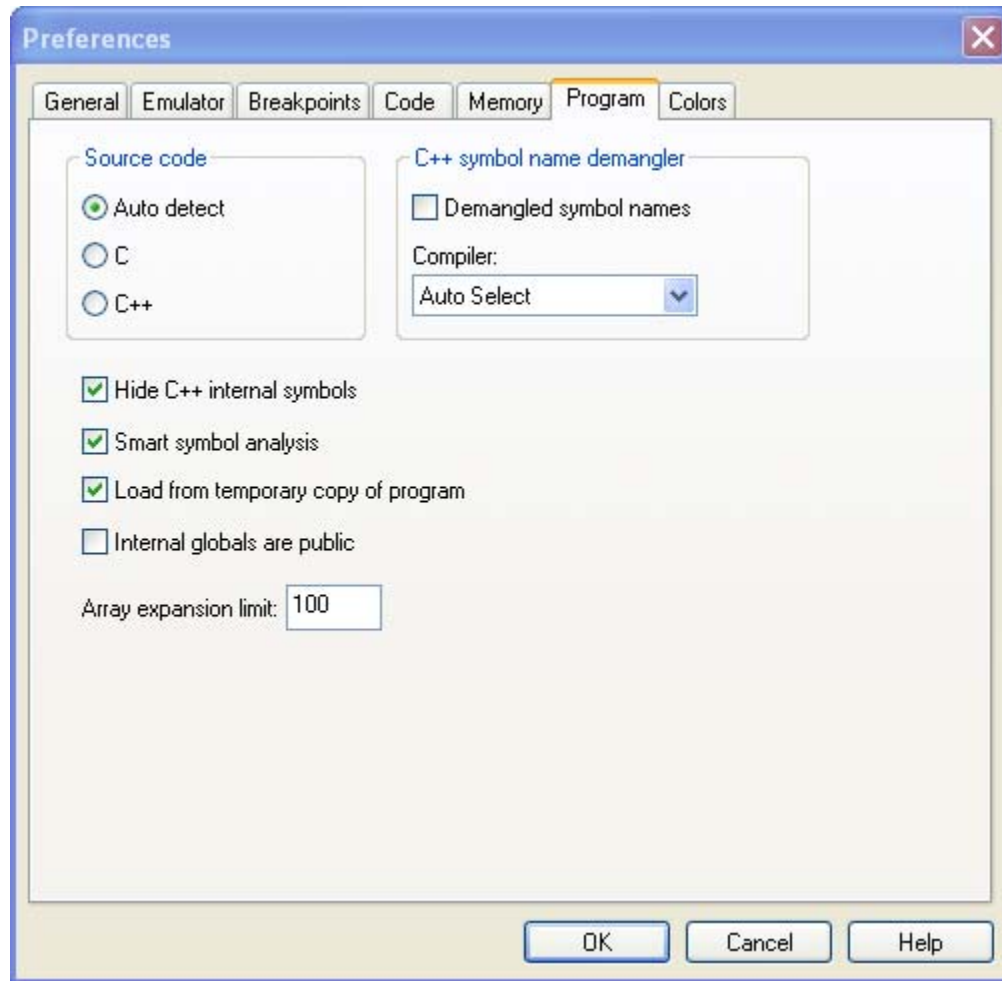 Preferences
General Emulator Breakpoints Code Memory Program Colors
Source code
Auto detect
C
C++
C++ symbol name demangler
Demangled symbol names
Compiler:
Auto Select
Hide C++ internal symbols
Smart symbol analysis
Load from temporary copy of program
Internal globals are public
Array expansion limit: 100
OK Cancel Help